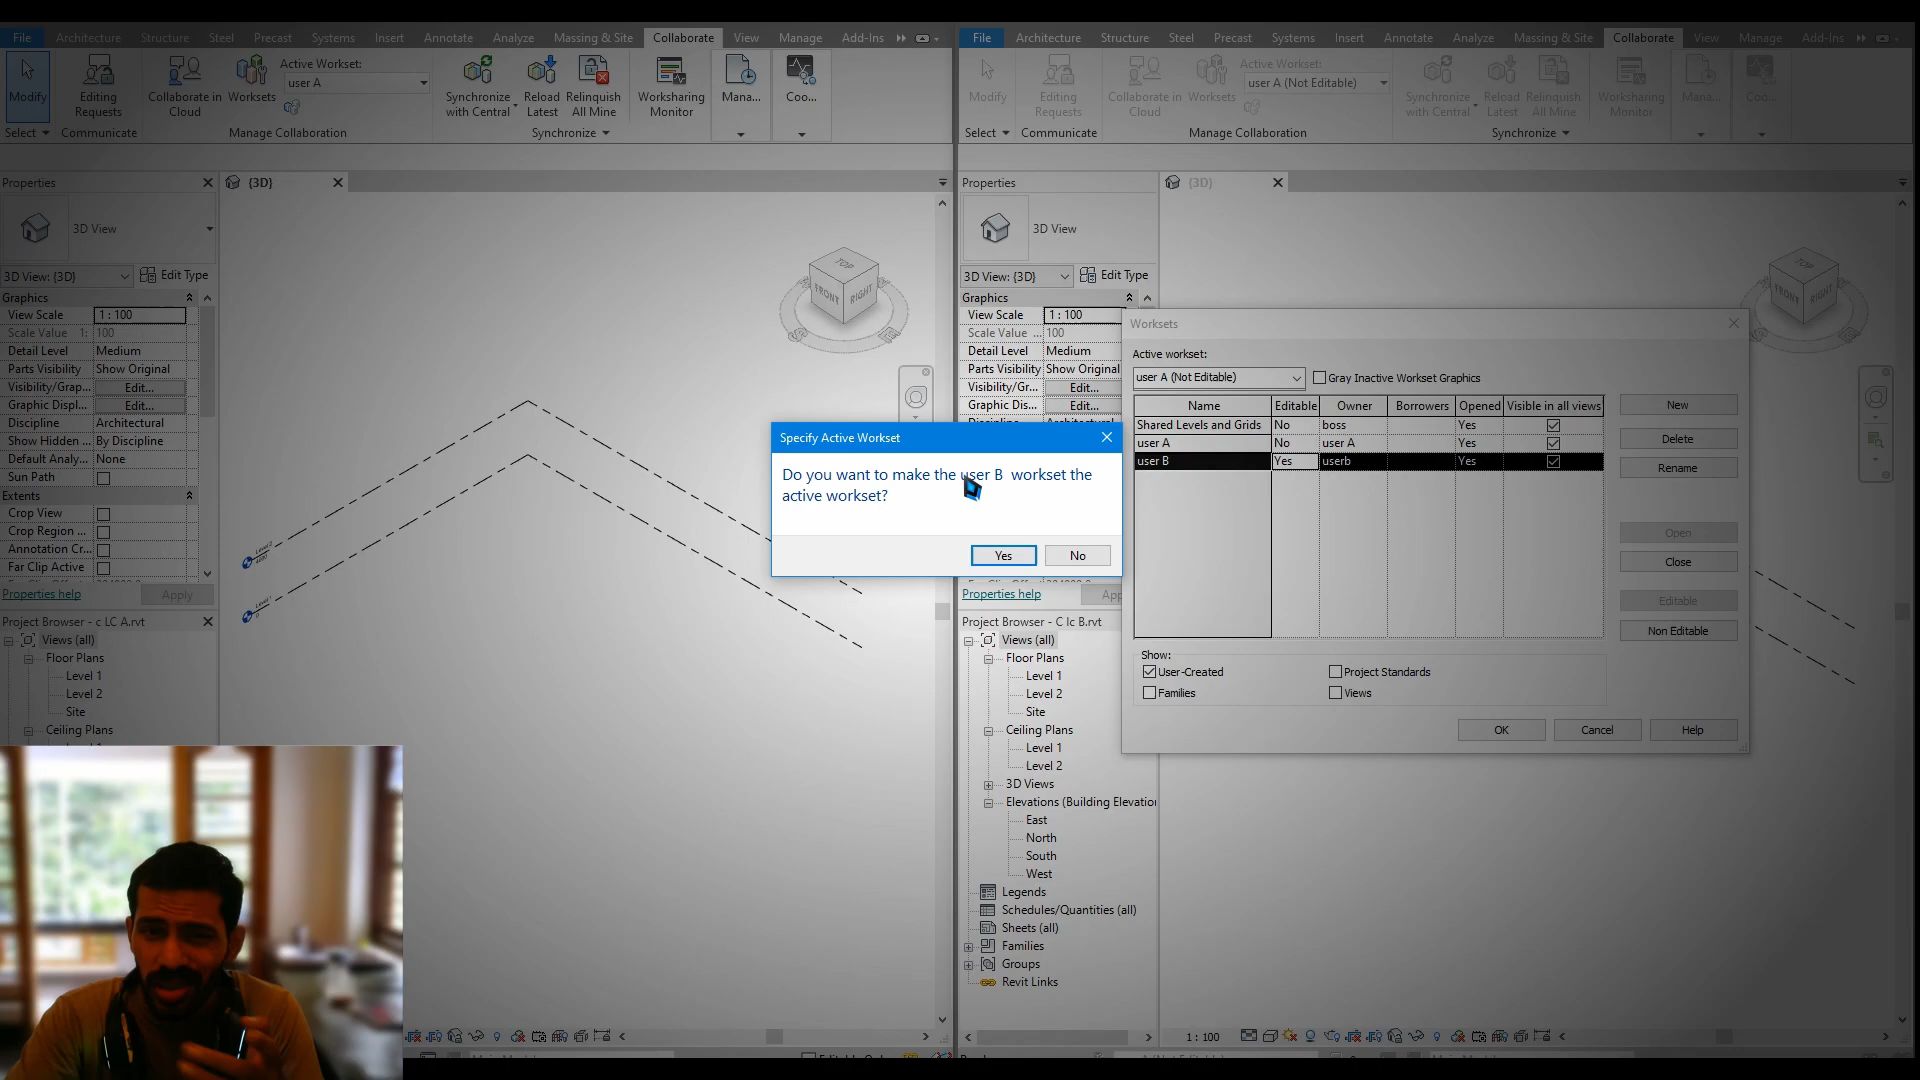 File Architecture Structure Steel Precast Systems Insert Annotate Analyze Massing & Site Collaborate View Manage Add-Ins
Modify
Editing Requests
Collaborate in Cloud
Worksets
Active Workset:
user A
Synchronize with Central
Reload Latest
Relinquish All Mine
Worksharing Monitor
Mana...
Coo...
Select Communicate Manage Collaboration Synchronize
Properties
{3D}
3D View
3D View: {3D} Edit Type
Graphics
View Scale 1 : 100
Scale Value 1: 100
Detail Level Medium
Parts Visibility Show Original
Visibility/Grap... Edit...
Graphic Displ... Edit...
Discipline Architectural
Show Hidden ... By Discipline
Default Analy... None
Sun Path
Extents
Crop View
Crop Region ...
Annotation Cr...
Far Clip Active
Properties help Apply
Project Browser - c LC A.rvt
Views (all)
Floor Plans
Level 1
Level 2
Site
Ceiling Plans
TOP
FRONT
RIGHT
Level 2
Level 1
0
File Architecture Structure Steel Precast Systems Insert Annotate Analyze Massing & Site Collaborate View Manage Add-Ins
Modify
Editing Requests
Collaborate in Cloud
Worksets
Active Workset:
user A (Not Editable)
Synchronize with Central
Reload Latest
Relinquish All Mine
Worksharing Monitor
Mana...
Coo...
Select Communicate Manage Collaboration Synchronize
Properties
{3D}
3D View
3D View: {3D} Edit Type
Graphics
View Scale 1 : 100
Scale Value ... 100
Detail Level Medium
Parts Visibility Show Original
Visibility/Gr... Edit...
Graphic Dis... Edit...
Properties help App
Project Browser - C lc B.rvt
Views (all)
Floor Plans
Level 1
Level 2
Site
Ceiling Plans
Level 1
Level 2
3D Views
Elevations (Building Elevatio
East
North
South
West
Legends
Schedules/Quantities (all)
Sheets (all)
Families
Groups
Revit Links
1 : 100
TOP
FRONT
RIGHT
Specify Active Workset
Do you want to make the user B workset the
active workset?
Yes No
Worksets
Active workset:
user A (Not Editable) Gray Inactive Workset Graphics
Name Editable Owner Borrowers Opened Visible in all views
Shared Levels and Grids No boss Yes
user A No user A Yes
user B Yes userb Yes
New
Delete
Rename
Open
Close
Editable
Non Editable
Show:
User-Created Project Standards
Families Views
OK Cancel Help